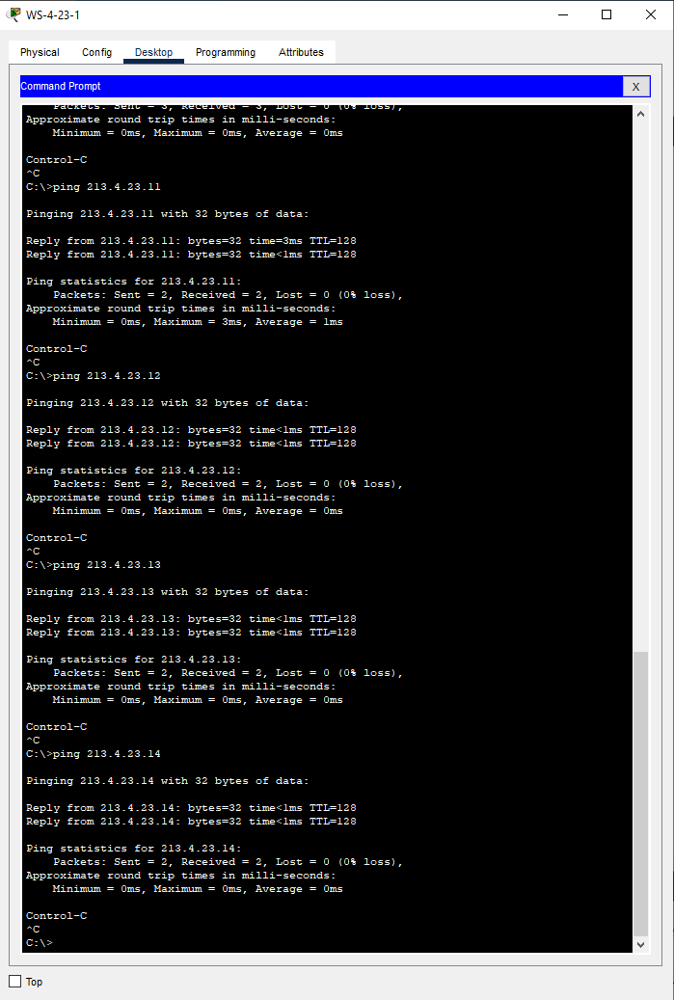 WS-4-23-1
Physical Config Desktop Programming Attributes
Command Prompt X
Packets: Sent = 3, Received = 3, Lost = 0 (0% loss),
Approximate round trip times in milli-seconds:
Minimum = 0ms, Maximum = 0ms, Average = 0ms
Control-C
^C
C:\>ping 213.4.23.11
Pinging 213.4.23.11 with 32 bytes of data:
Reply from 213.4.23.11: bytes=32 time=3ms TTL=128
Reply from 213.4.23.11: bytes=32 time<1ms TTL=128
Ping statistics for 213.4.23.11:
Packets: Sent = 2, Received = 2, Lost = 0 (0% loss),
Approximate round trip times in milli-seconds:
Minimum = 0ms, Maximum = 3ms, Average = 1ms
Control-C
^C
C:\>ping 213.4.23.12
Pinging 213.4.23.12 with 32 bytes of data:
Reply from 213.4.23.12: bytes=32 time<1ms TTL=128
Reply from 213.4.23.12: bytes=32 time<1ms TTL=128
Ping statistics for 213.4.23.12:
Packets: Sent = 2, Received = 2, Lost = 0 (0% loss),
Approximate round trip times in milli-seconds:
Minimum = 0ms, Maximum = 0ms, Average = 0ms
Control-C
^C
C:\>ping 213.4.23.13
Pinging 213.4.23.13 with 32 bytes of data:
Reply from 213.4.23.13: bytes=32 time<1ms TTL=128
Reply from 213.4.23.13: bytes=32 time<1ms TTL=128
Ping statistics for 213.4.23.13:
Packets: Sent = 2, Received = 2, Lost = 0 (0% loss),
Approximate round trip times in milli-seconds:
Minimum = 0ms, Maximum = 0ms, Average = 0ms
Control-C
^C
C:\>ping 213.4.23.14
Pinging 213.4.23.14 with 32 bytes of data:
Reply from 213.4.23.14: bytes=32 time<1ms TTL=128
Reply from 213.4.23.14: bytes=32 time<1ms TTL=128
Ping statistics for 213.4.23.14:
Packets: Sent = 2, Received = 2, Lost = 0 (0% loss),
Approximate round trip times in milli-seconds:
Minimum = 0ms, Maximum = 0ms, Average = 0ms
Control-C
^C
C:\>
Top